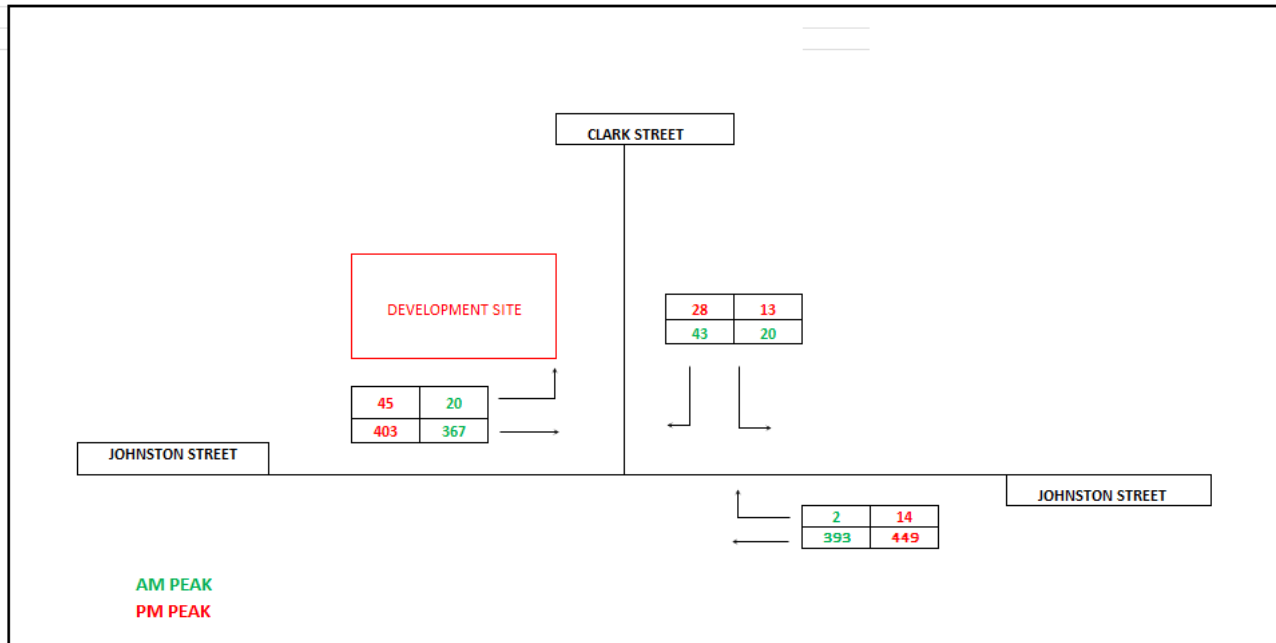 CLARK STREET
DEVELOPMENT SITE
28 13
43 20
45 20
403 367
JOHNSTON STREET
JOHNSTON STREET
2 14
393 449
AM PEAK
PM PEAK